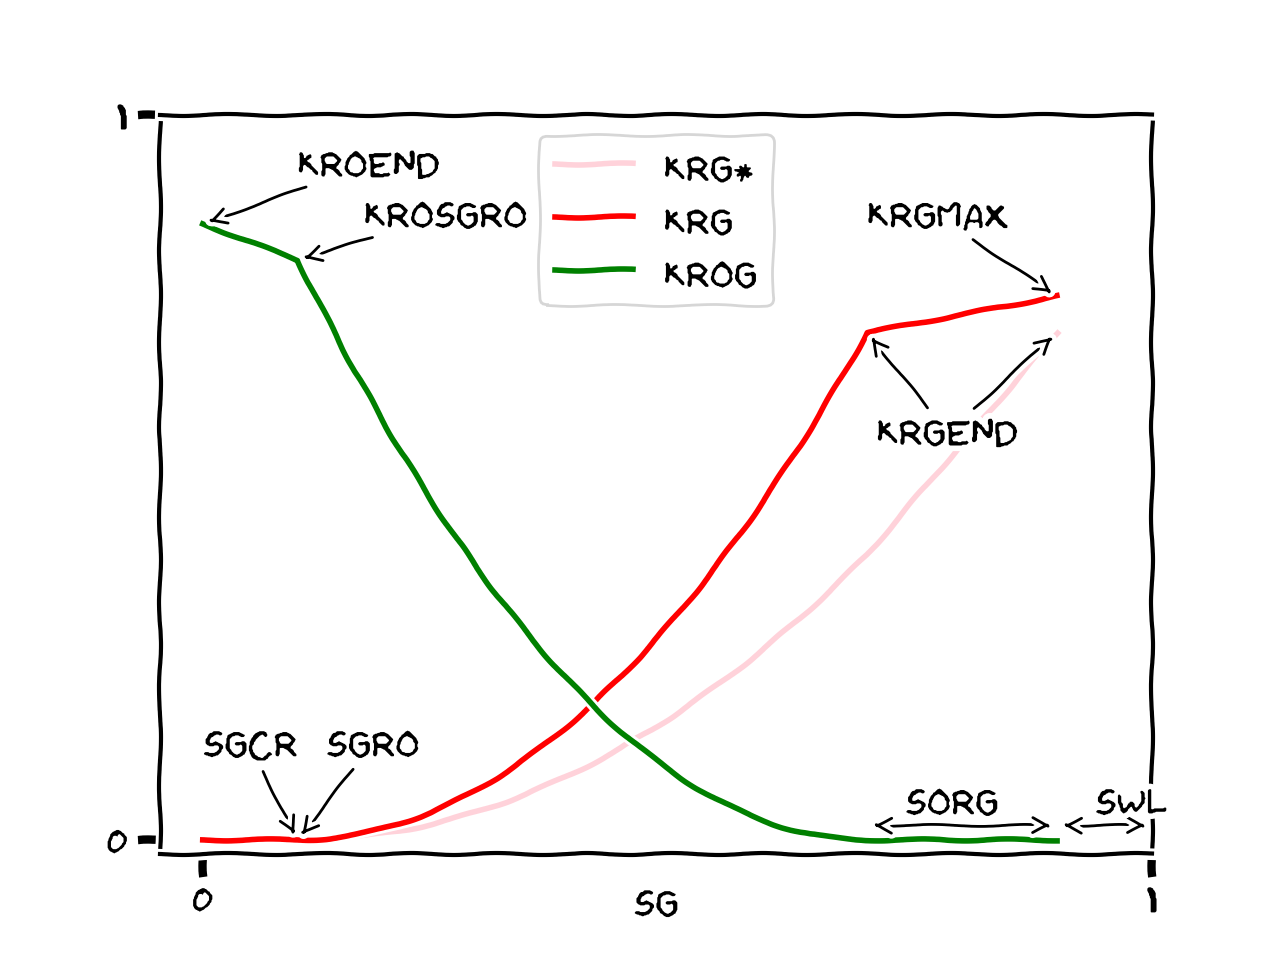 1
KROEND
KROSGRO
KRG*
KRG
KROG
KRGMAX
KRGEND
SGCR
SGRO
SORG
SWL
0
0
SG
1